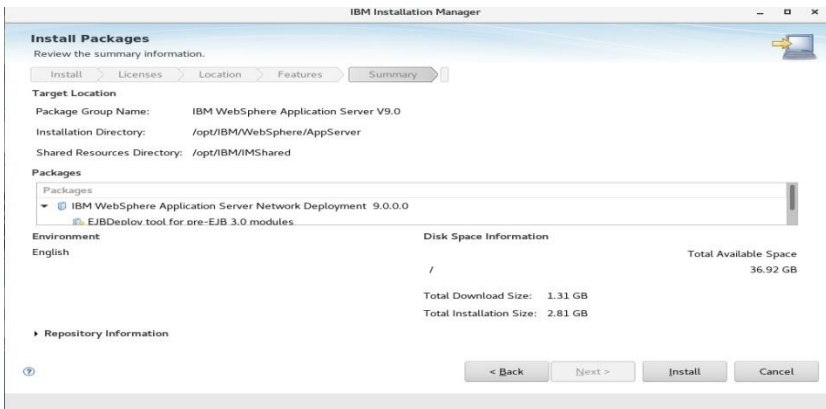 IBM Installation Manager
Install Packages
Review the summary information.
Install Licenses Location Features Summary
Target Location
Package Group Name: IBM WebSphere Application Server V9.0
Installation Directory: /opt/IBM/WebSphere/AppServer
Shared Resources Directory: /opt/IBM/IMShared
Packages
Packages
IBM WebSphere Application Server Network Deployment 9.0.0.0
EJBDeploy tool for pre-EJB 3.0 modules
Environment
English
Disk Space Information
Total Available Space
/ 36.92 GB
Total Download Size: 1.31 GB
Total Installation Size: 2.81 GB
Repository Information
? < Back Next > Install Cancel